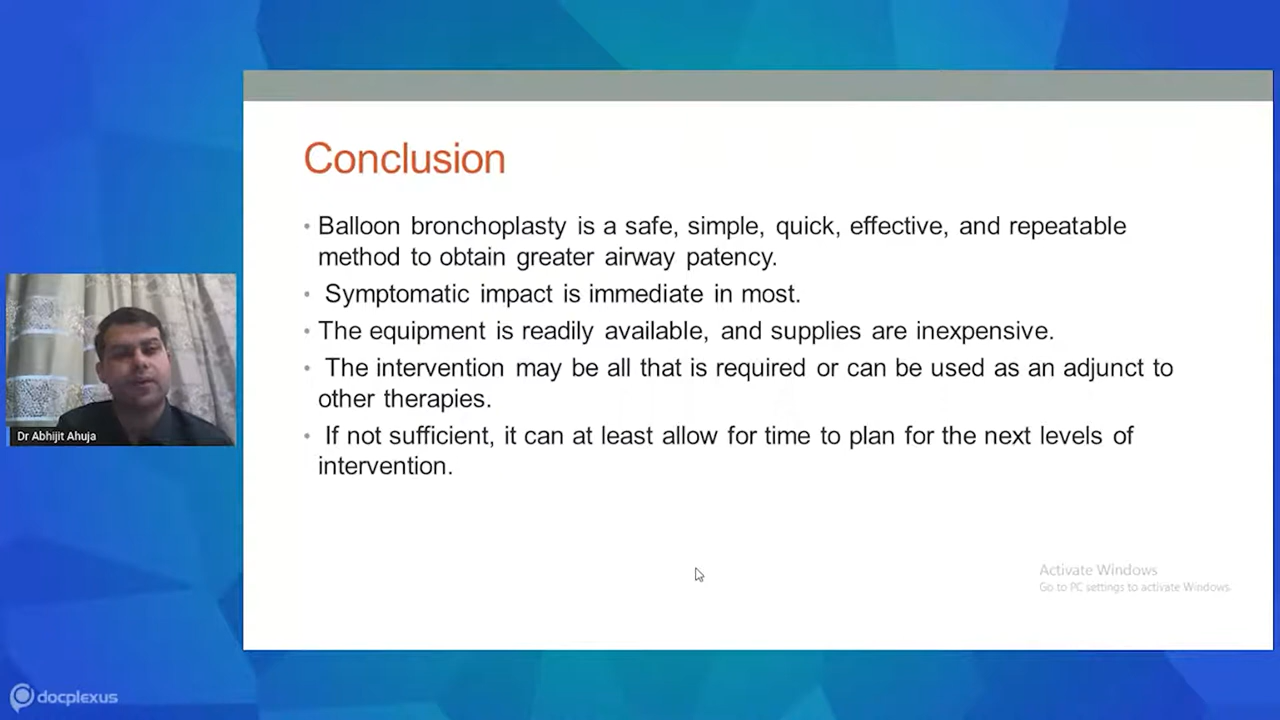 Conclusion
• Balloon bronchoplasty is a safe, simple, quick, effective, and repeatable
method to obtain greater airway patency.
• Symptomatic impact is immediate in most.
• The equipment is readily available, and supplies are inexpensive.
• The intervention may be all that is required or can be used as an adjunct to
other therapies.
• If not sufficient, it can at least allow for time to plan for the next levels of
intervention.
Dr Abhijit Ahuja
Activate Windows
Go to PC settings to activate Windows.
docplexus